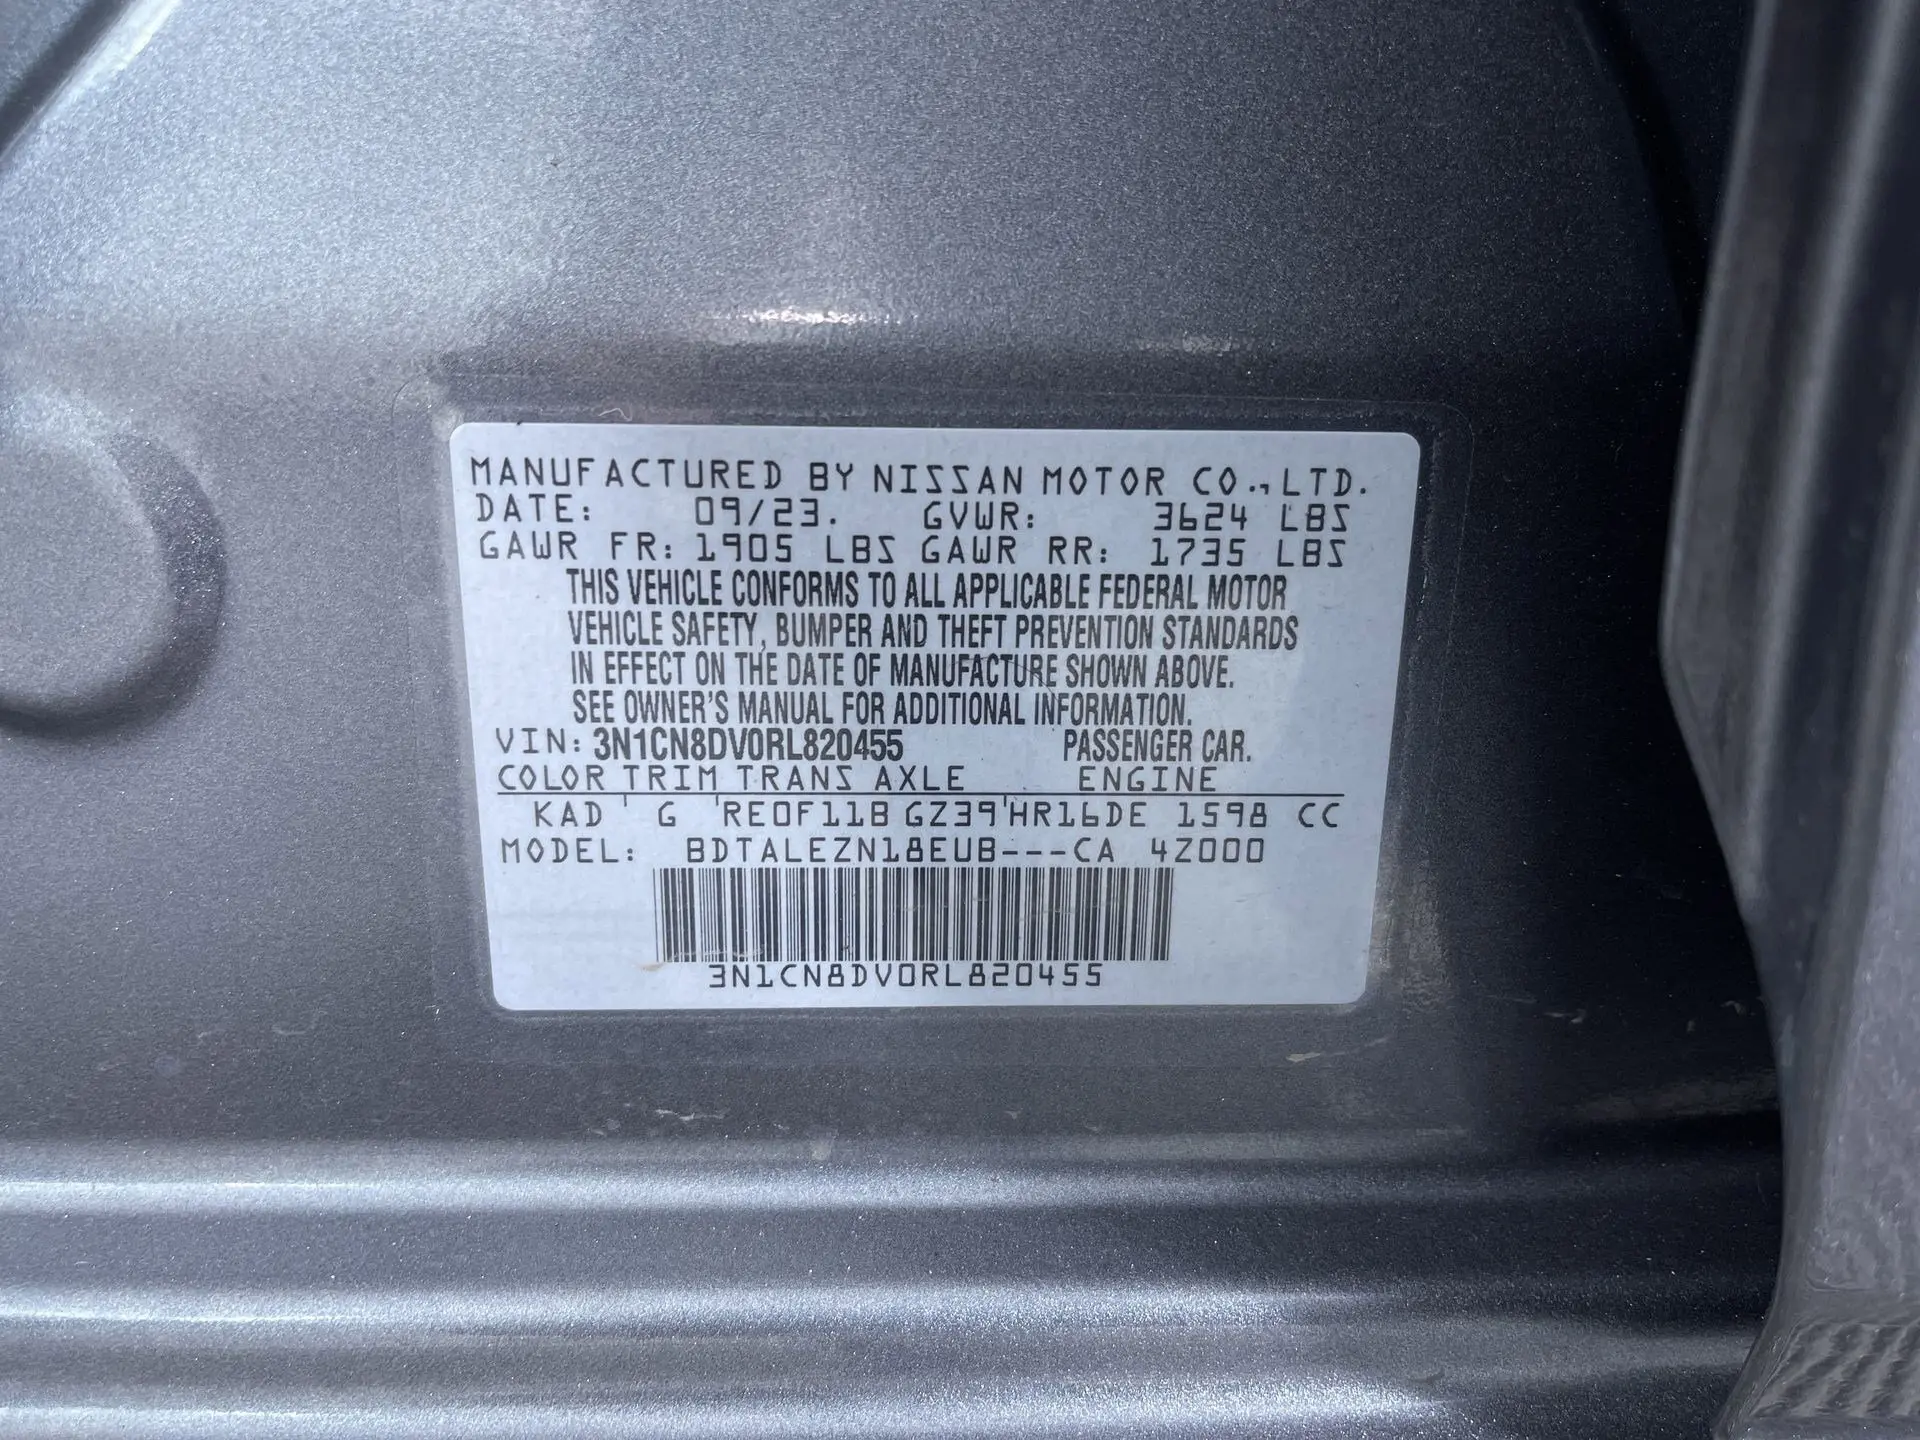 MANUFACTURED BY NISSAN MOTOR CO., LTD.
DATE: 09/23. GVWR: 3624 LBS
GAWR FR: 1905 LBS GAWR RR: 1735 LBS
THIS VEHICLE CONFORMS TO ALL APPLICABLE FEDERAL MOTOR
VEHICLE SAFETY, BUMPER AND THEFT PREVENTION STANDARDS
IN EFFECT ON THE DATE OF MANUFACTURE SHOWN ABOVE.
SEE OWNER'S MANUAL FOR ADDITIONAL INFORMATION.
VIN: 3N1CN8DV0RL820455 PASSENGER CAR.
COLOR TRIM TRANS AXLE ENGINE
KAD ' G 'RE0F11B GZ39'HR16DE 1598 CC
MODEL: BDTALEZN18EUB---CA 4Z000
3N1CN8DV0RL820455